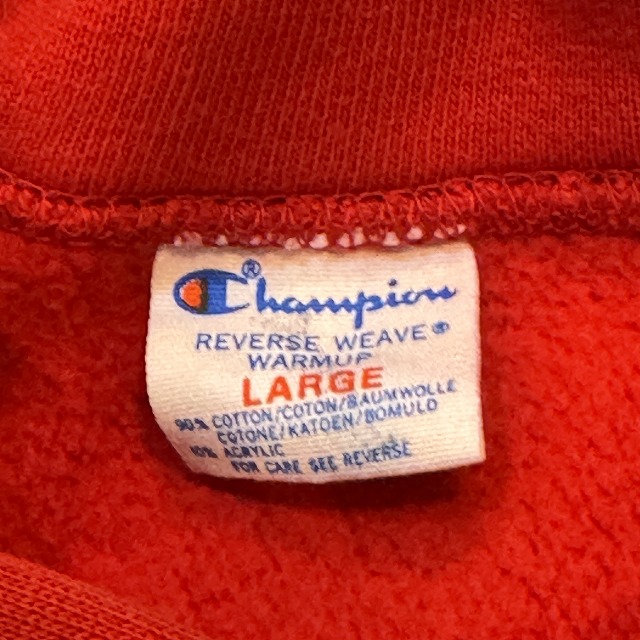 Champion®
REVERSE WEAVE®
WARMUP
LARGE
90% COTTON/COTON/BAUMWOLLE
COTONE/KATOEN/BOMULD
10% ACRYLIC
FOR CARE SEE REVERSE